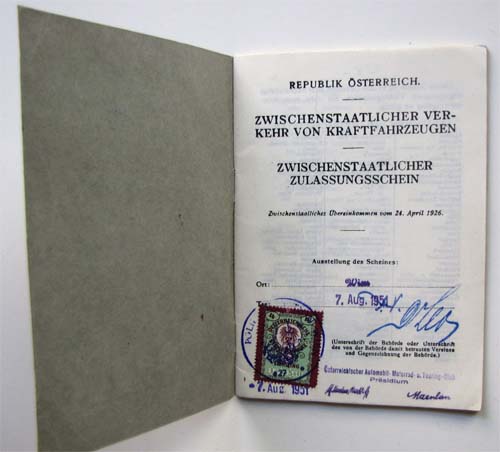 REPUBLIK ÖSTERREICH.
ZWISCHENSTAATLICHER VER-
KEHR VON KRAFTFAHRZEUGEN
ZWISCHENSTAATLICHER
ZULASSUNGSSCHEIN
Zwischenstaatliches Übereinkommen vom 24. April 1926.
Ausstellung des Scheines:
Ort: Wien
7. Aug. 1951
(Unterschrift der Behörde oder Unterschrift
des von der Behörde damit betrauten Vereines
und Gegenzeichnung der Behörde.)
Österreichischer Automobil-Motorrad- u. Touring-Club
Präsidium
7. Aug. 1951